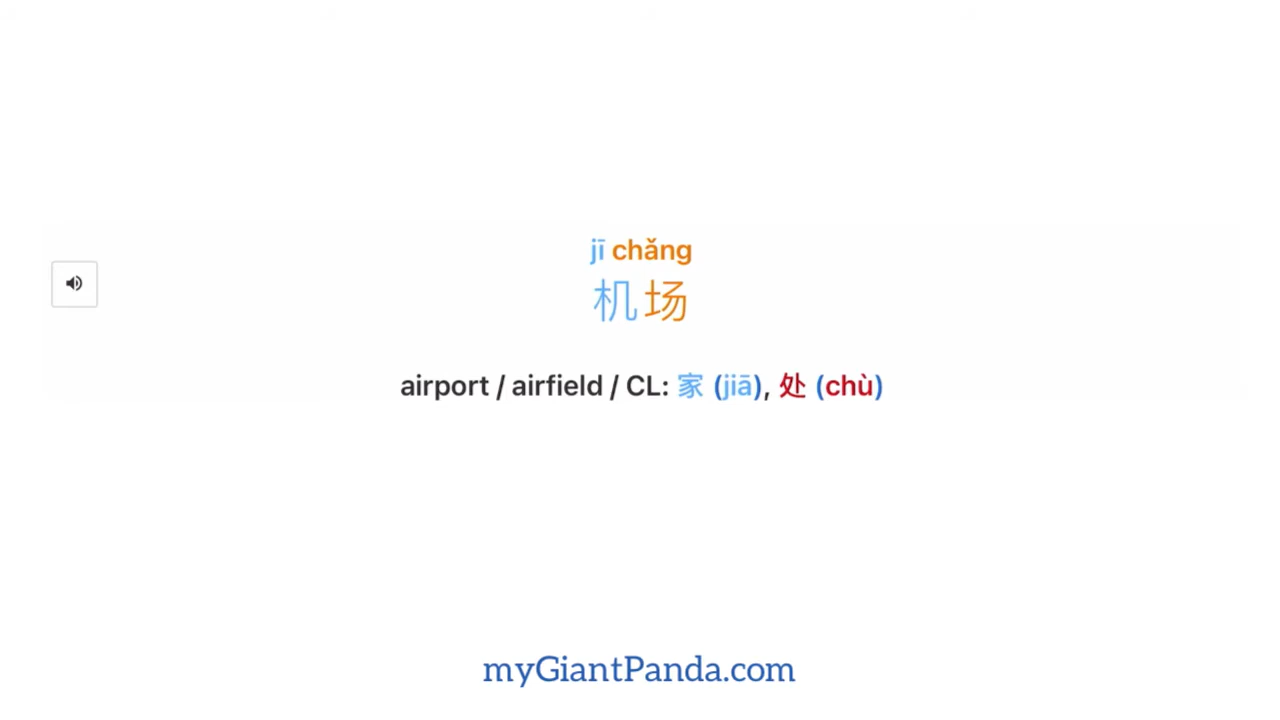 jī chǎng
机场
airport / airfield / CL: 家 (jiā), 处 (chù)
myGiantPanda.com